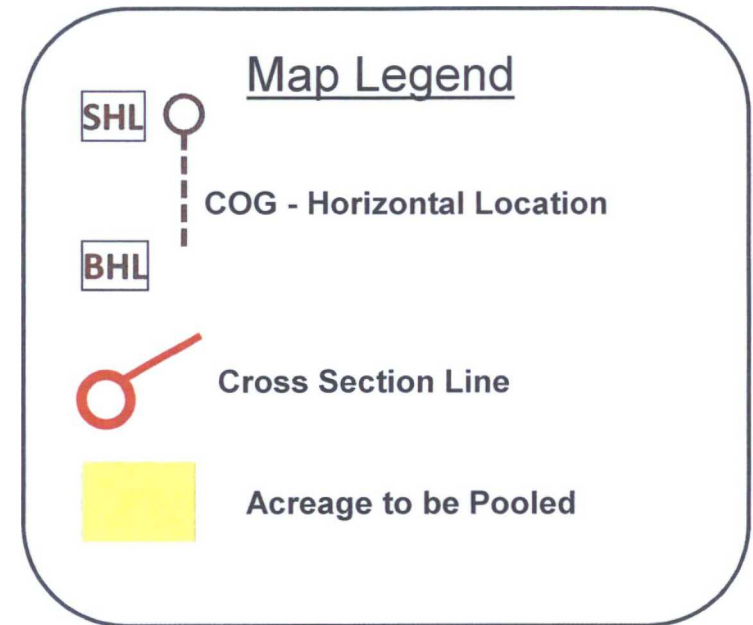 Map Legend
SHL
COG - Horizontal Location
BHL
Cross Section Line
Acreage to be Pooled